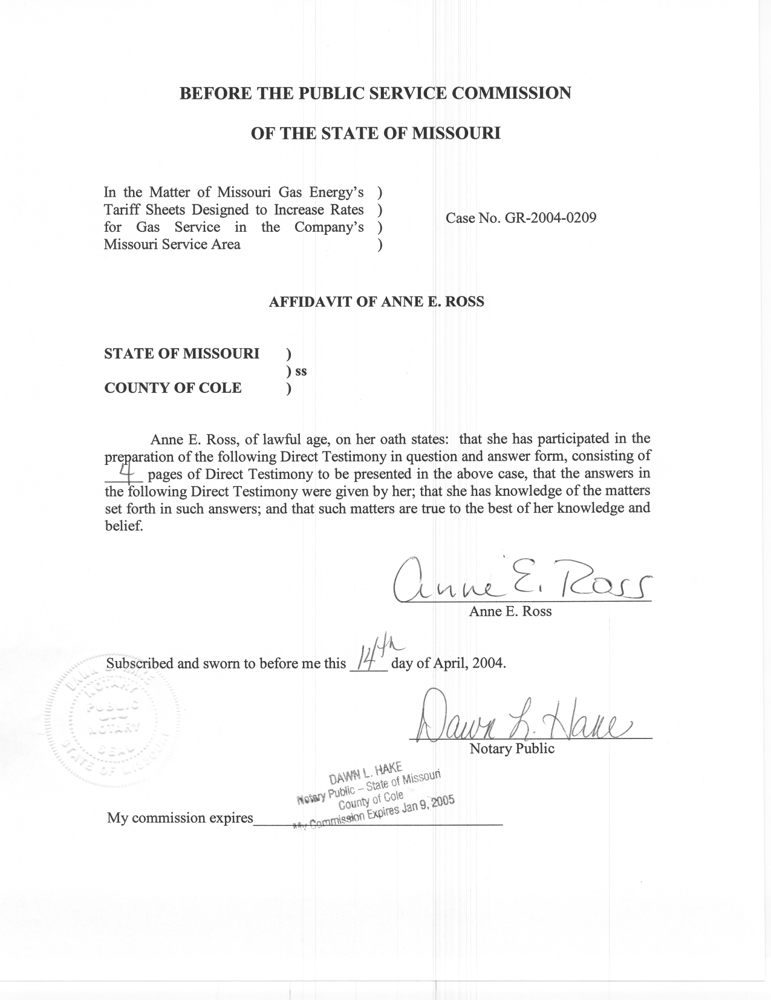 BEFORE THE PUBLIC SERVICE COMMISSION
OF THE STATE OF MISSOURI
In the Matter of Missouri Gas Energy's )
Tariff Sheets Designed to Increase Rates )
for Gas Service in the Company's )
Missouri Service Area )
Case No. GR-2004-0209
AFFIDAVIT OF ANNE E. ROSS
STATE OF MISSOURI )
) ss
COUNTY OF COLE )
Anne E. Ross, of lawful age, on her oath states: that she has participated in the
preparation of the following Direct Testimony in question and answer form, consisting of
4 pages of Direct Testimony to be presented in the above case, that the answers in
the following Direct Testimony were given by her; that she has knowledge of the matters
set forth in such answers; and that such matters are true to the best of her knowledge and
belief.
Anne E. Ross
Anne E. Ross
Subscribed and sworn to before me this 14th day of April, 2004.
DAWN L. HAKE
NOTARY
PUBLIC
NOTARY
SEAL
STATE OF MISSOURI
Dawn L. Hake
Notary Public
DAWN L. HAKE
Notary Public – State of Missouri
County of Cole
My Commission Expires Jan 9, 2005
My commission expires